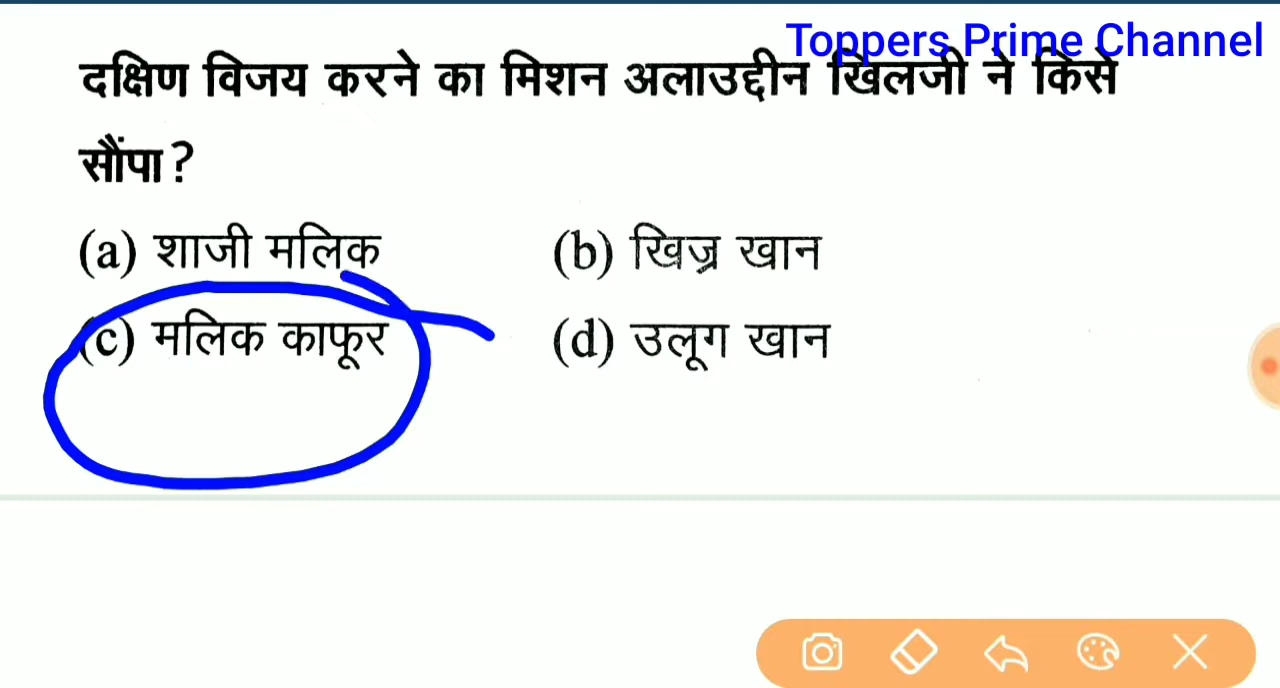 Toppers Prime Channel
दक्षिण विजय करने का मिशन अलाउद्दीन खिलजी ने किसे
सौंपा?
(a) शाजी मलिक (b) खिज्र खान
(c) मलिक काफूर (d) उलूग खान